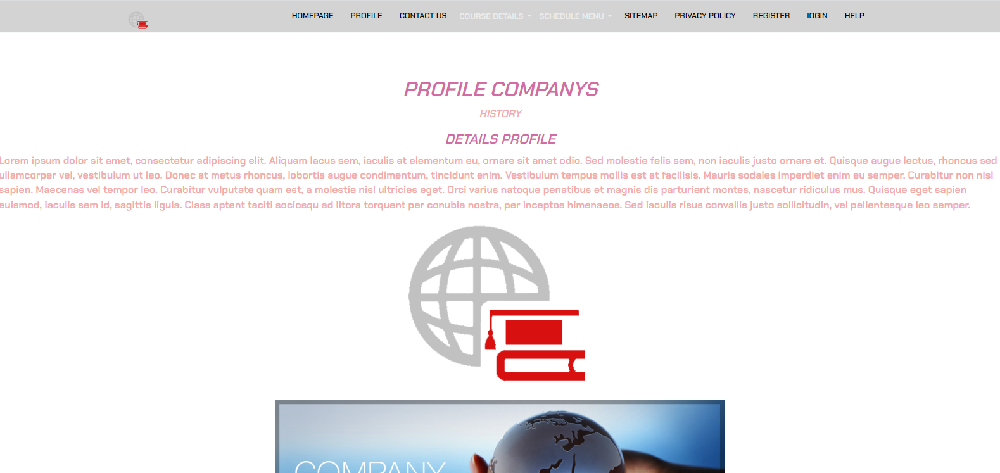 HOMEPAGE PROFILE CONTACT US COURSE DETAILS SCHEDULE MENU SITEMAP PRIVACY POLICY REGISTER lOGIN HELP
PROFILE COMPANYS
HISTORY
DETAILS PROFILE
Lorem ipsum dolor sit amet, consectetur adipiscing elit. Aliquam lacus sem, iaculis at elementum eu, ornare sit amet odio. Sed molestie felis sem, non iaculis justo ornare et. Quisque augue lectus, rhoncus sed
ullamcorper vel, vestibulum ut leo. Donec at metus rhoncus, lobortis augue condimentum, tincidunt enim. Vestibulum tempus mollis est at facilisis. Mauris sodales imperdiet enim eu semper. Curabitur non nisl
sapien. Maecenas vel tempor leo. Curabitur vulputate quam est, a molestie nisl ultricies eget. Orci varius natoque penatibus et magnis dis parturient montes, nascetur ridiculus mus. Quisque eget sapien
euismod, iaculis sem id, sagittis ligula. Class aptent taciti sociosqu ad litora torquent per conubia nostra, per inceptos himenaeos. Sed iaculis risus convallis justo sollicitudin, vel pellentesque leo semper.
COMPANY